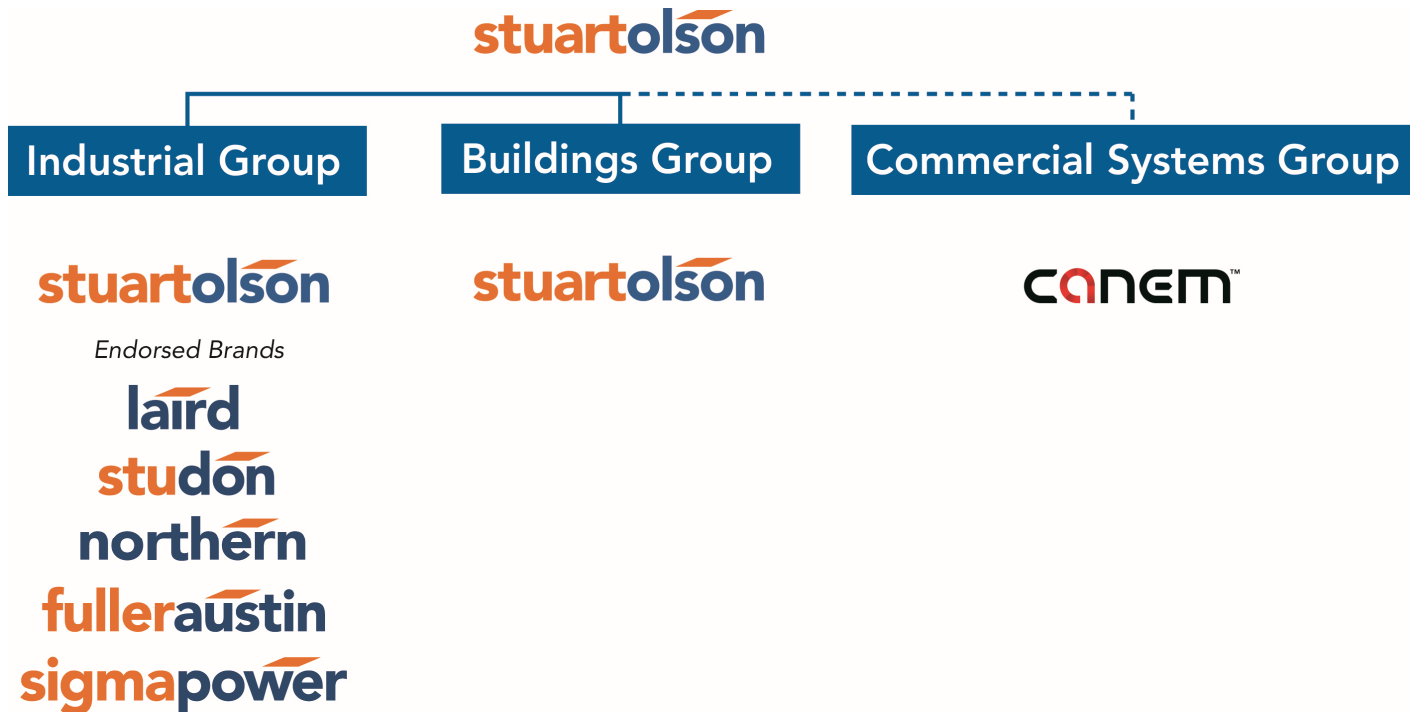 stuartolson
Industrial Group
Buildings Group
Commercial Systems Group
stuartolson
stuartolson
canem™
Endorsed Brands
laird
studon
northern
fulleraustin
sigmapower